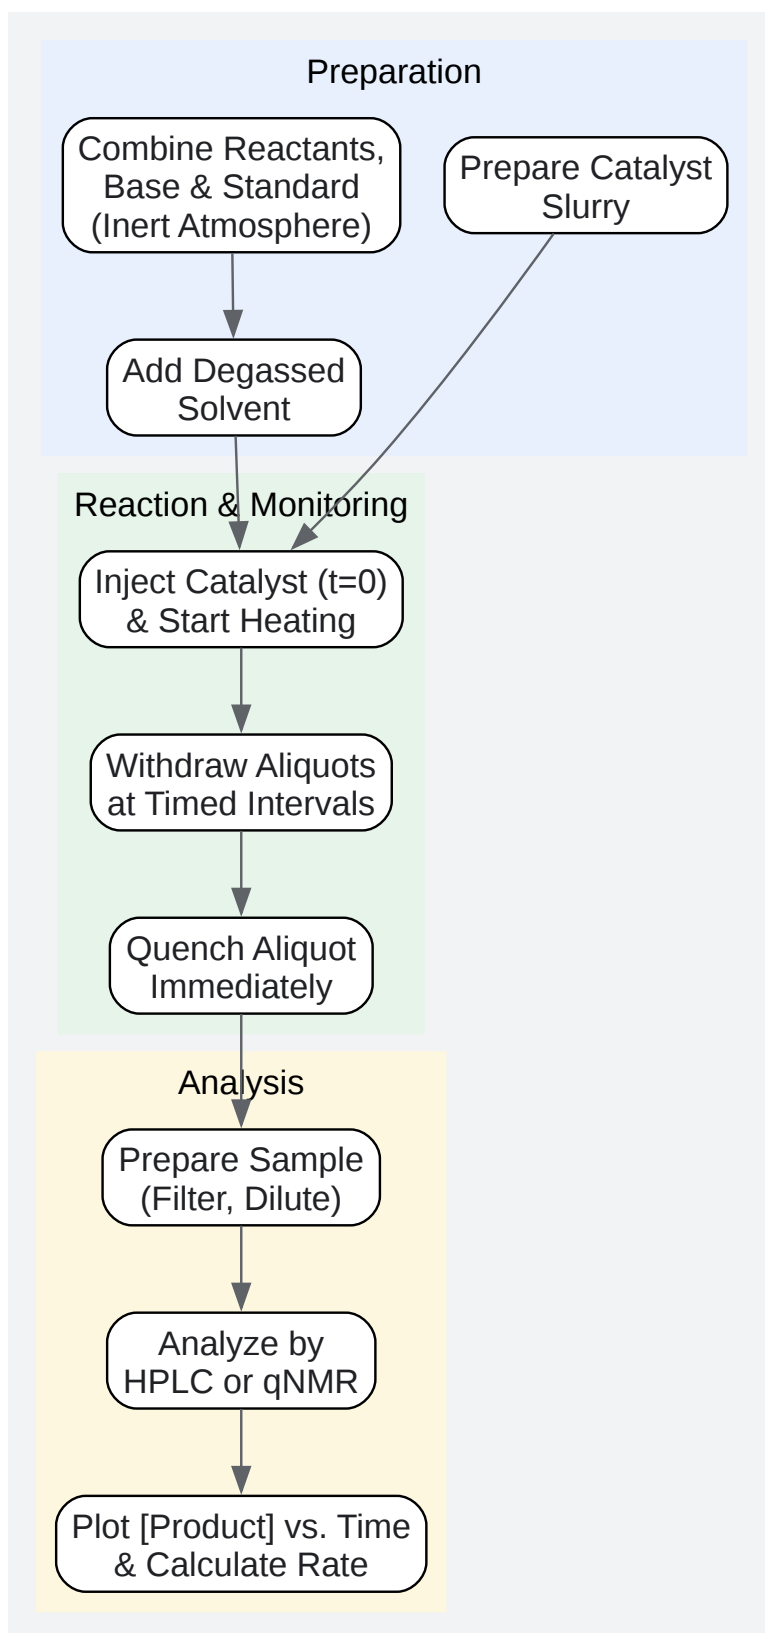 Preparation
Combine Reactants,
Base & Standard
(Inert Atmosphere)
Prepare Catalyst
Slurry
Add Degassed
Solvent
Reaction & Monitoring
Inject Catalyst (t=0)
& Start Heating
Withdraw Aliquots
at Timed Intervals
Quench Aliquot
Immediately
Analysis
Prepare Sample
(Filter, Dilute)
Analyze by
HPLC or qNMR
Plot [Product] vs. Time
& Calculate Rate